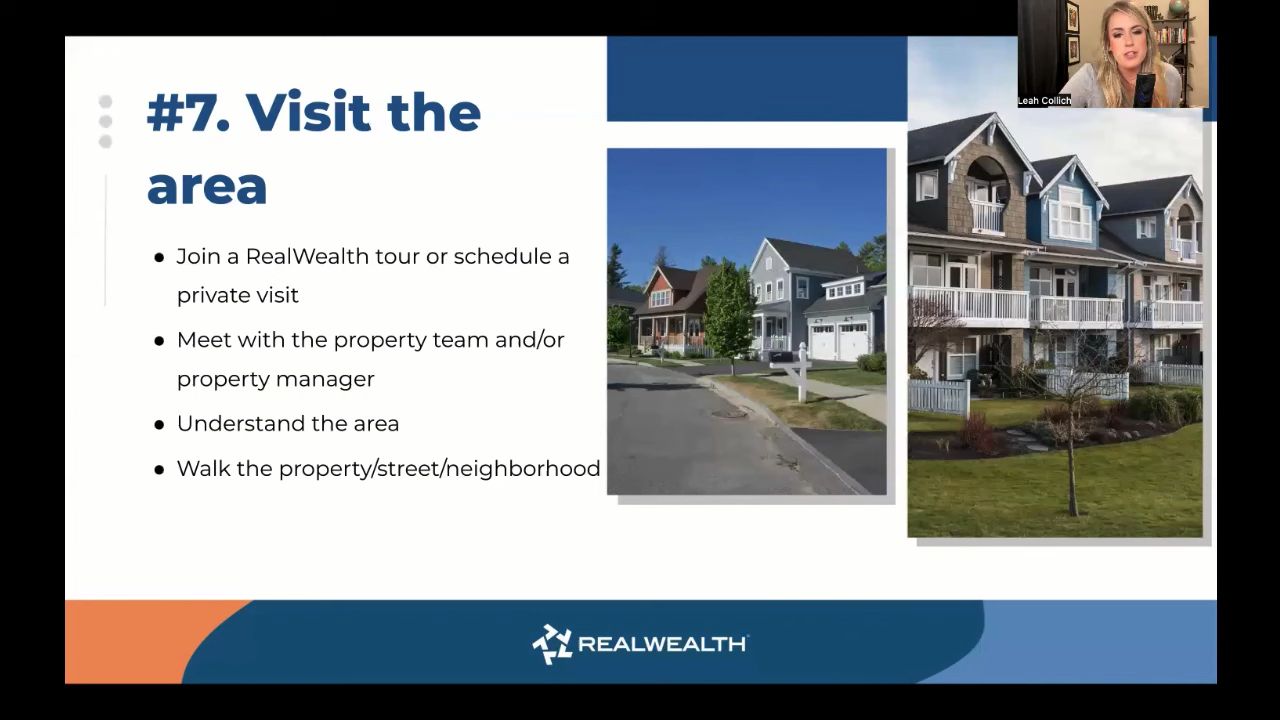 Leah Collich
#7. Visit the
area
● Join a RealWealth tour or schedule a
private visit
● Meet with the property team and/or
property manager
● Understand the area
● Walk the property/street/neighborhood
REALWEALTH